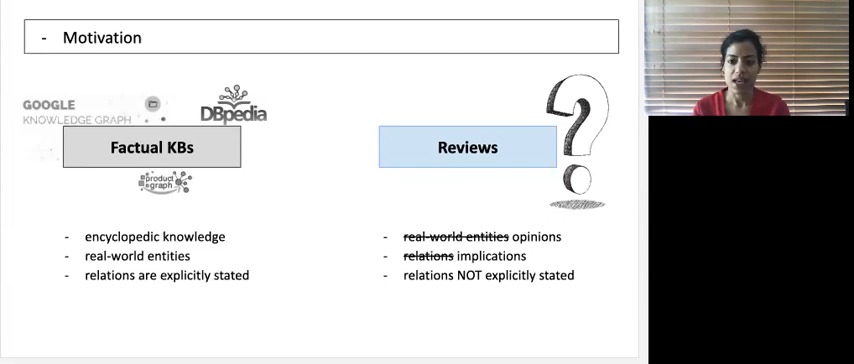 - Motivation
GOOGLE
KNOWLEDGE GRAPH
DBpedia
Factual KBs
product
graph
- encyclopedic knowledge
- real-world entities
- relations are explicitly stated
Reviews
?
- real-world entities opinions
- relations implications
- relations NOT explicitly stated